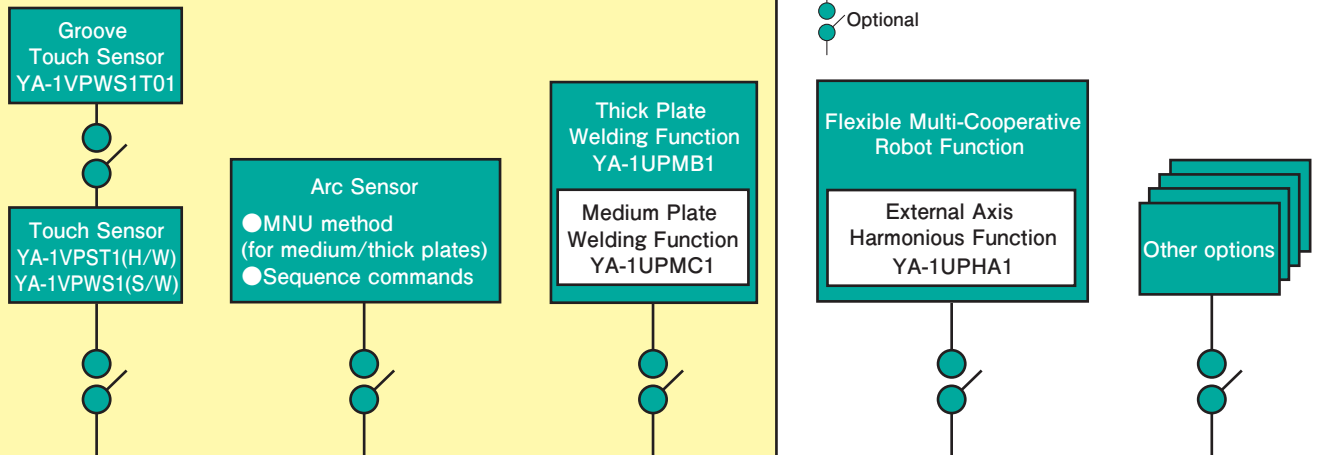 Groove
Touch Sensor
YA-1VPWS1T01
Touch Sensor
YA-1VPST1(H/W)
YA-1VPWS1(S/W)
Arc Sensor
●MNU method
(for medium/thick plates)
●Sequence commands
Thick Plate
Welding Function
YA-1UPMB1
Medium Plate
Welding Function
YA-1UPMC1
Optional
Flexible Multi-Cooperative
Robot Function
External Axis
Harmonious Function
YA-1UPHA1
Other options